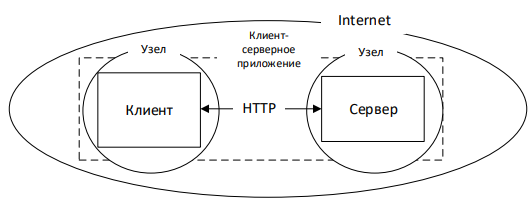 Internet
Узел
Клиент-
серверное
приложение
Узел
Клиент
HTTP
Сервер